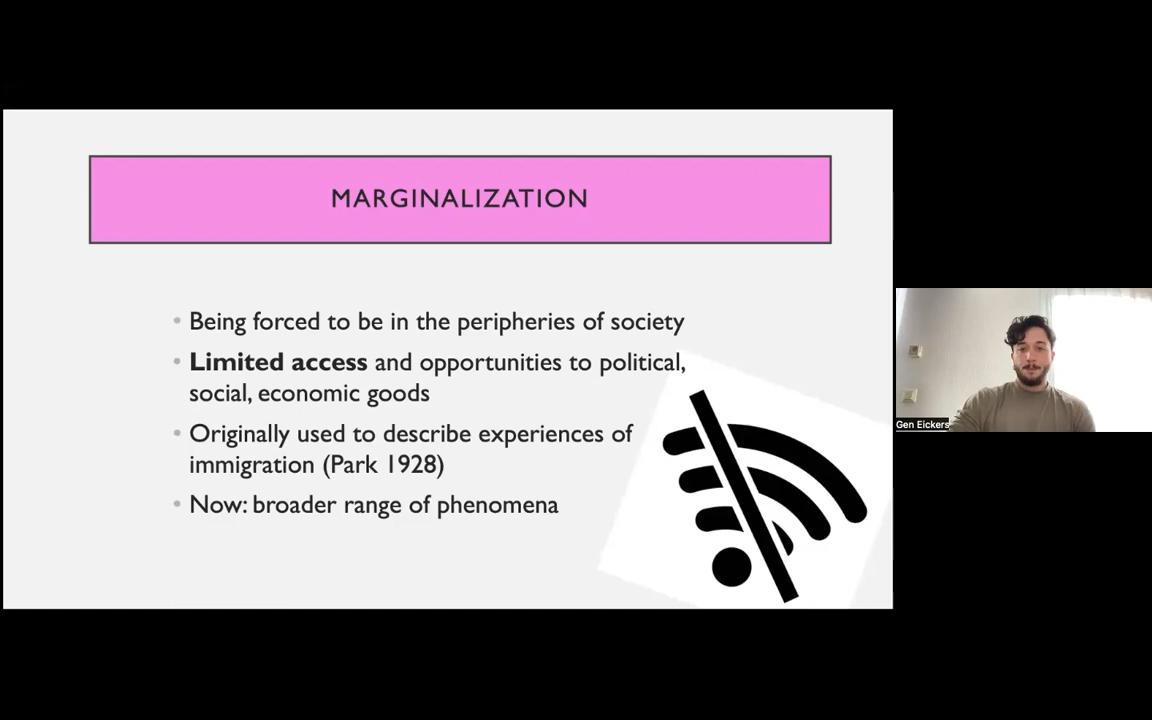 MARGINALIZATION
Being forced to be in the peripheries of society
Limited access and opportunities to political,
social, economic goods
Originally used to describe experiences of
immigration (Park 1928)
Now: broader range of phenomena
Gen Eickers